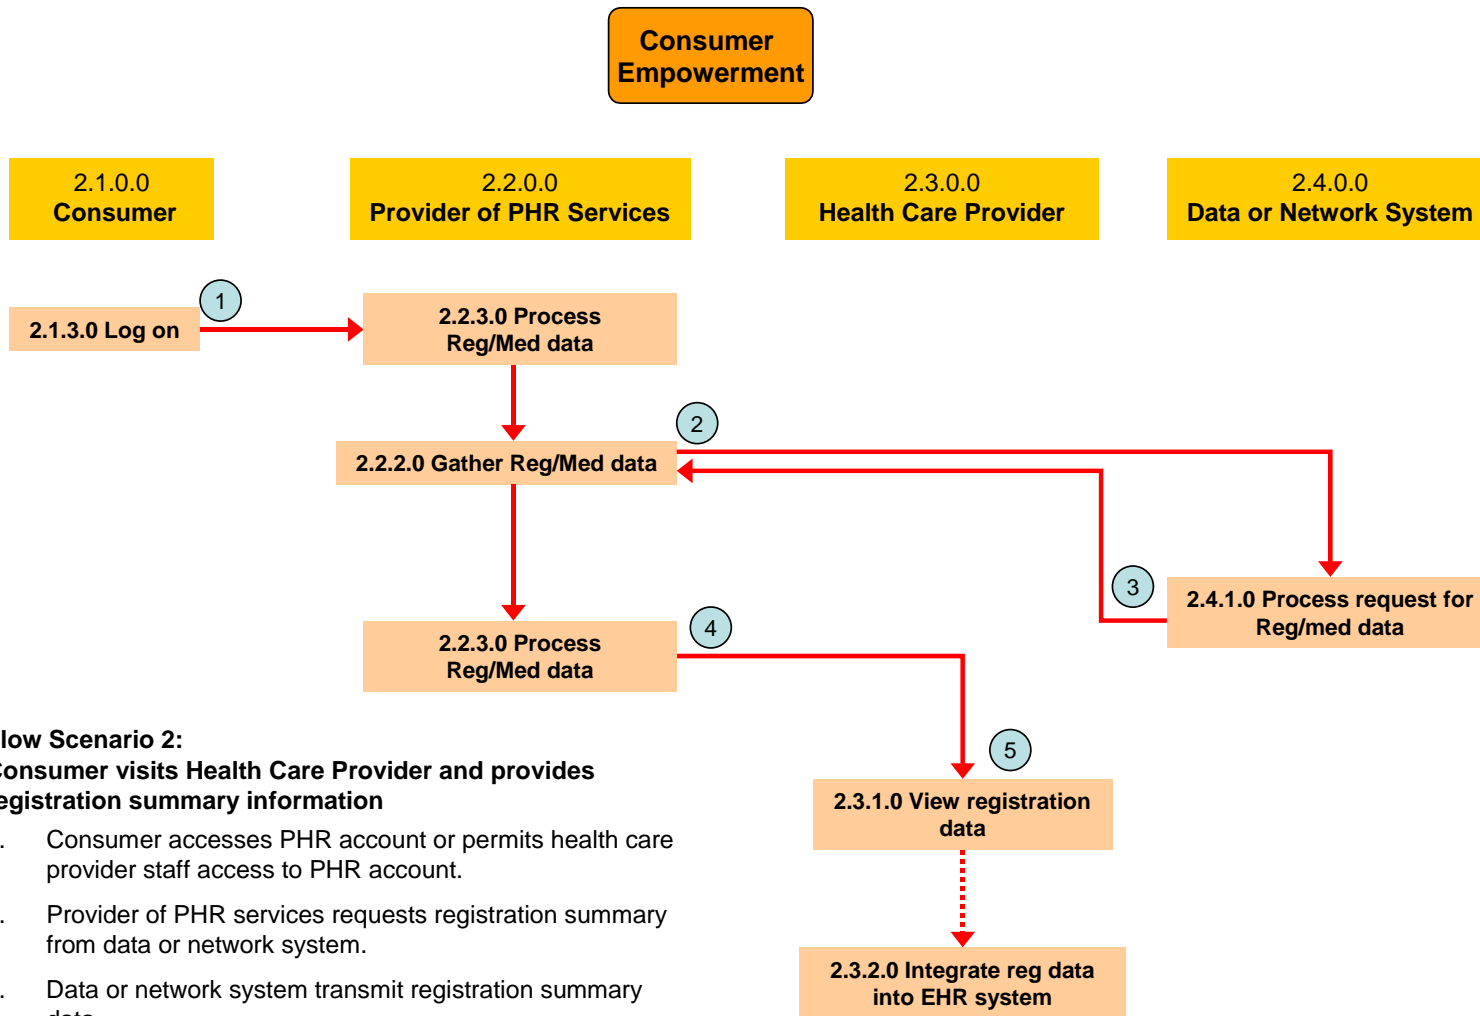 Consumer
Empowerment
2.1.0.0
Consumer
2.2.0.0
Provider of PHR Services
2.3.0.0
Health Care Provider
2.4.0.0
Data or Network System
1
2.1.3.0 Log on
2.2.3.0 Process
Reg/Med data
2
2.2.2.0 Gather Reg/Med data
3
2.4.1.0 Process request for
Reg/med data
4
2.2.3.0 Process
Reg/Med data
5
2.3.1.0 View registration
data
2.3.2.0 Integrate reg data
into EHR system
low Scenario 2:
Consumer visits Health Care Provider and provides
egistration summary information
. Consumer accesses PHR account or permits health care
provider staff access to PHR account.
. Provider of PHR services requests registration summary
from data or network system.
. Data or network system transmit registration summary